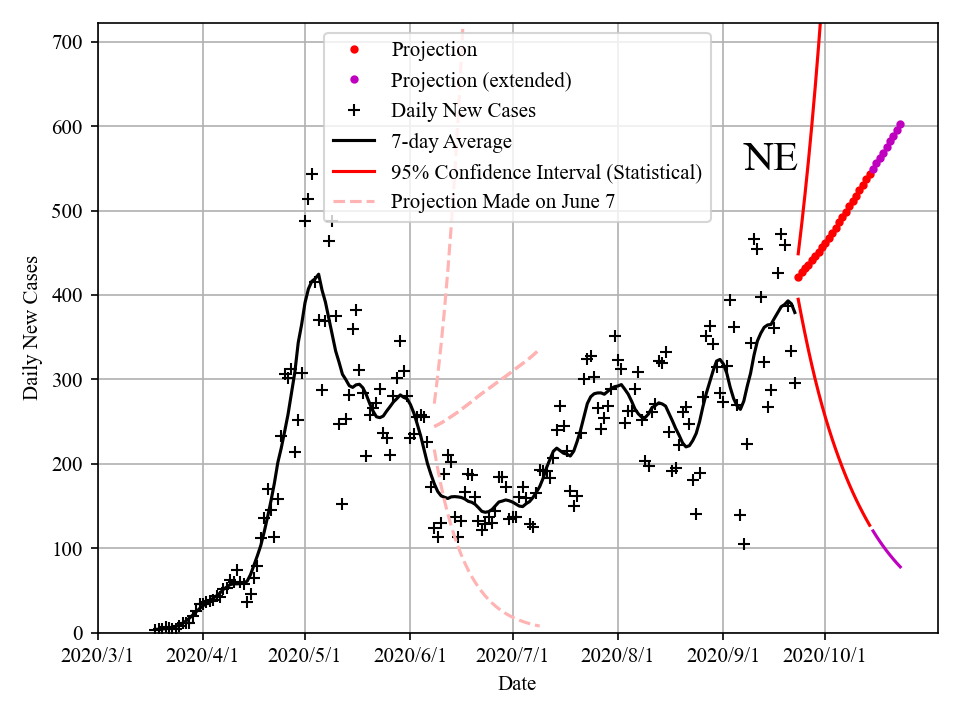 700
600
500
400
300
200
100
0
Daily New Cases
Projection
Projection (extended)
Daily New Cases
7-day Average
95% Confidence Interval (Statistical)
Projection Made on June 7
NE
2020/3/1 2020/4/1 2020/5/1 2020/6/1 2020/7/1 2020/8/1 2020/9/1 2020/10/1
Date